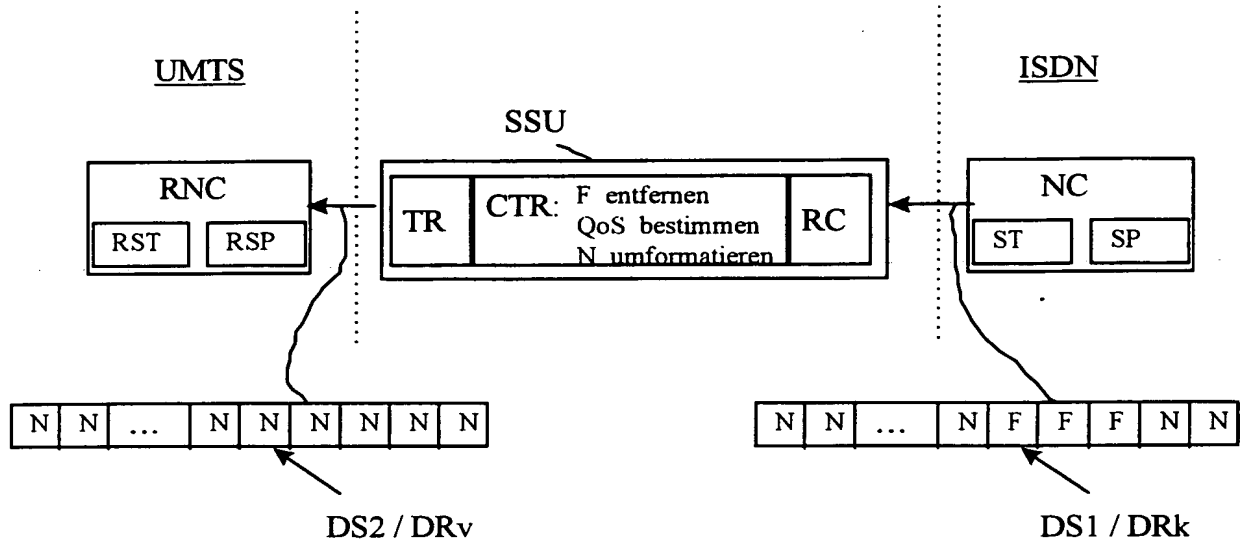 UMTS
ISDN
SSU
RNC
RST
RSP
TR
CTR: F entfernen
QoS bestimmen
N umformatieren
RC
NC
ST
SP
N N ... N N N N N N
N N ... N F F F N N
DS2 / DRv
DS1 / DRk